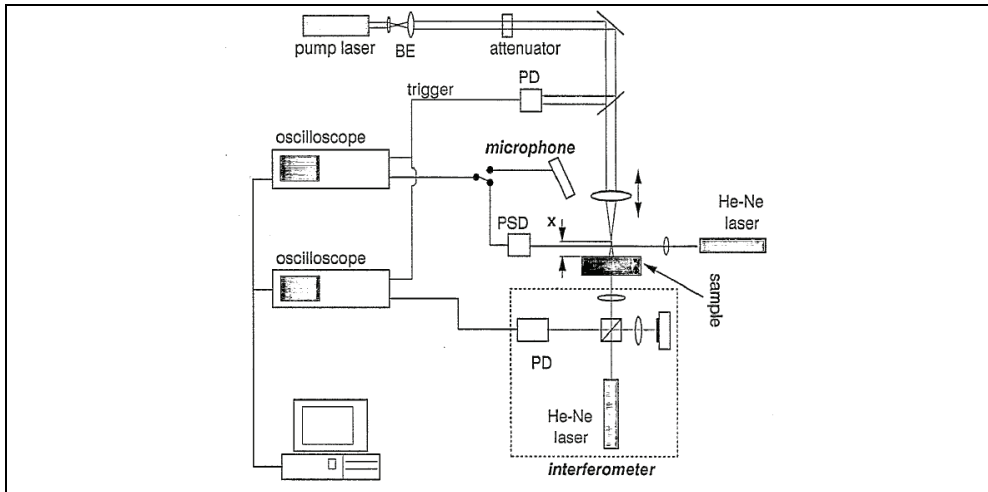 pump laser
BE
attenuator
trigger
PD
oscilloscope
microphone
He-Ne
laser
x
PSD
oscilloscope
sample
PD
He-Ne
laser
interferometer